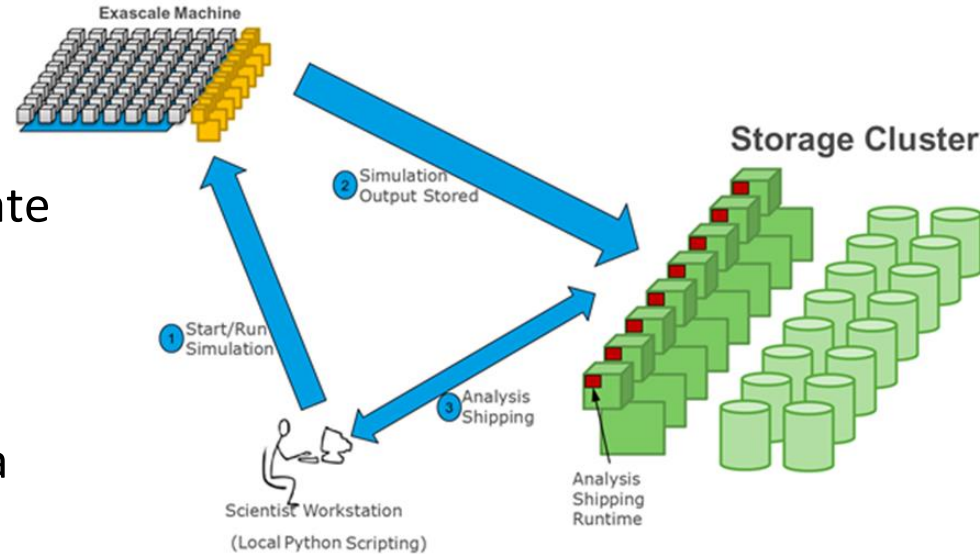 Exascale Machine
Storage Cluster
2
Simulation
Output Stored
1
Start/Run
Simulation
3
Analysis
Shipping
Analysis
Shipping
Runtime
Scientist Workstation
(Local Python Scripting)